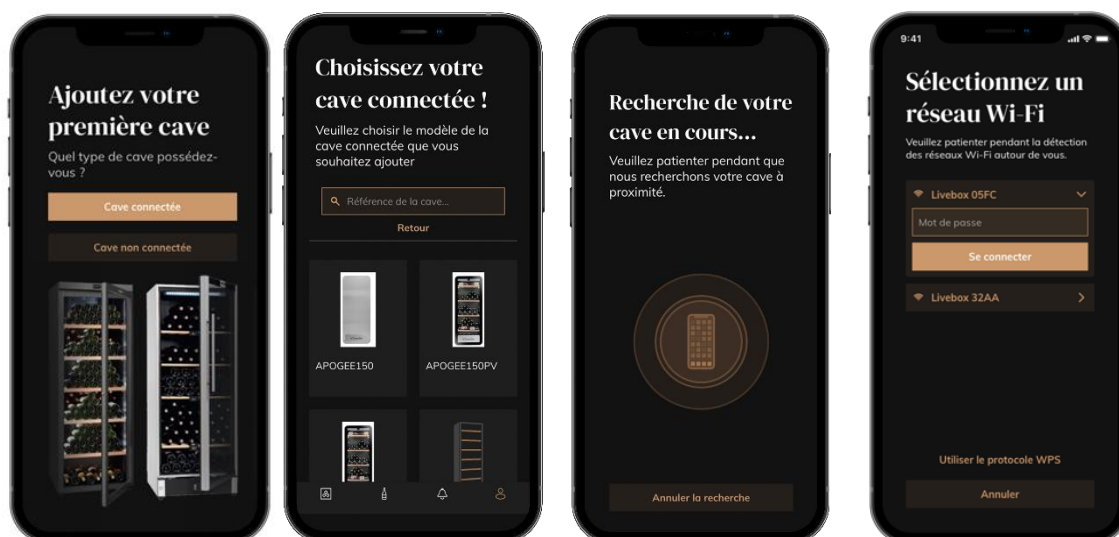 Ajoutez votre
première cave
Quel type de cave possédez-
vous ?
Cave connectée
Cave non connectée
Choisissez votre
cave connectée !
Veuillez choisir le modèle de la
cave connectée que vous
souhaitez ajouter
Référence de la cave...
Retour
APOGEE150
APOGEE150PV
Recherche de votre
cave en cours...
Veuillez patienter pendant que
nous recherchons votre cave à
proximité.
Annuler la recherche
9:41
Sélectionnez un
réseau Wi-Fi
Veuillez patienter pendant la détection
des réseaux Wi-Fi autour de vous.
Livebox 05FC
Mot de passe
Se connecter
Livebox 32AA
Utiliser le protocole WPS
Annuler